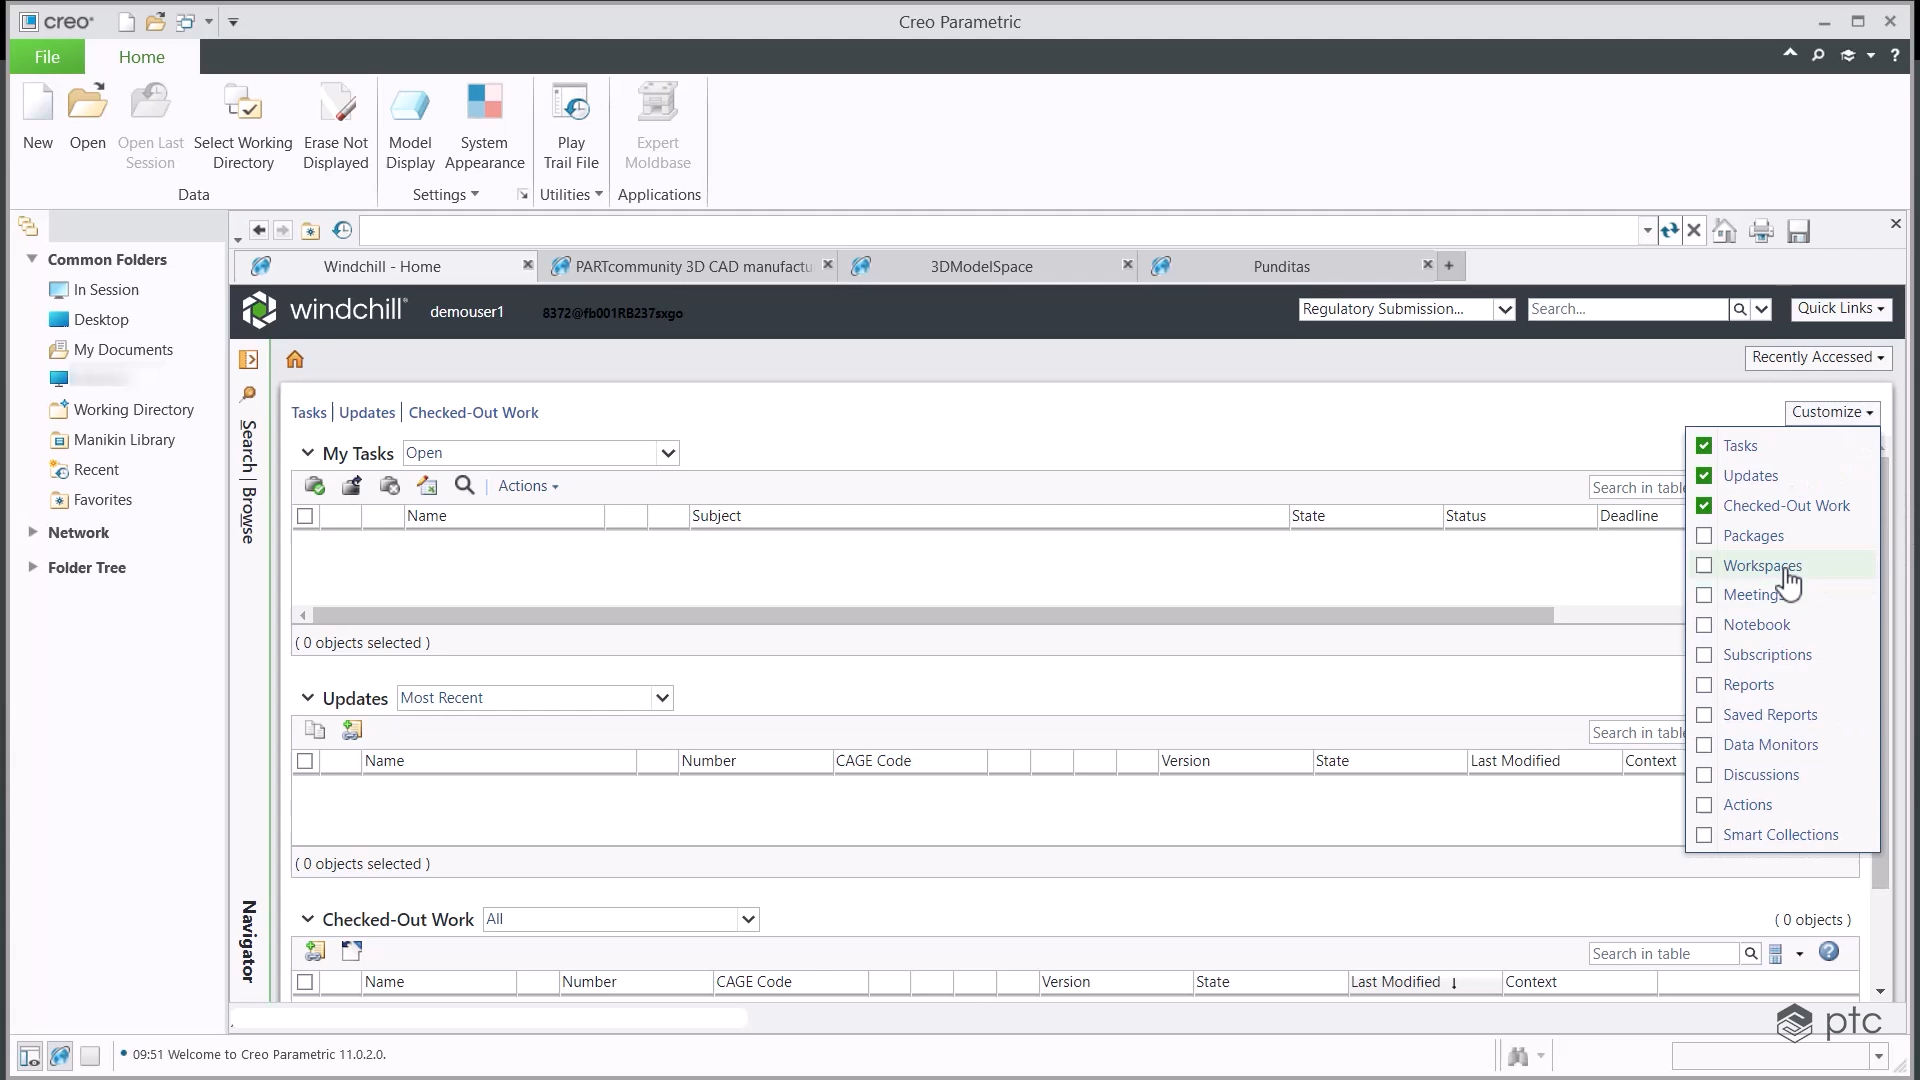 creo
Creo Parametric
File
Home
?
New
Open
Open Last Session
Select Working Directory
Erase Not Displayed
Model Display
System Appearance
Play Trail File
Expert Moldbase
Data
Settings
Utilities
Applications
Common Folders
In Session
Desktop
My Documents
Working Directory
Manikin Library
Recent
Favorites
Network
Folder Tree
Windchill - Home
PARTcommunity 3D CAD manufactu
3DModelSpace
Punditas
+
windchill
demouser1
8372@fb001RB237sxgo
Regulatory Submission...
Search...
Quick Links
Recently Accessed
Search | Browse
Navigator
Tasks | Updates | Checked-Out Work
Customize
Tasks
Updates
Checked-Out Work
Packages
Workspaces
Meetings
Notebook
Subscriptions
Reports
Saved Reports
Data Monitors
Discussions
Actions
Smart Collections
My Tasks
Open
Actions
Search in table
Name
Subject
State
Status
Deadline
( 0 objects selected )
Updates
Most Recent
Search in table
Name
Number
CAGE Code
Version
State
Last Modified
Context
( 0 objects selected )
Checked-Out Work
All
( 0 objects )
Search in table
Name
Number
CAGE Code
Version
State
Last Modified ↓
Context
ptc
• 09:51 Welcome to Creo Parametric 11.0.2.0.